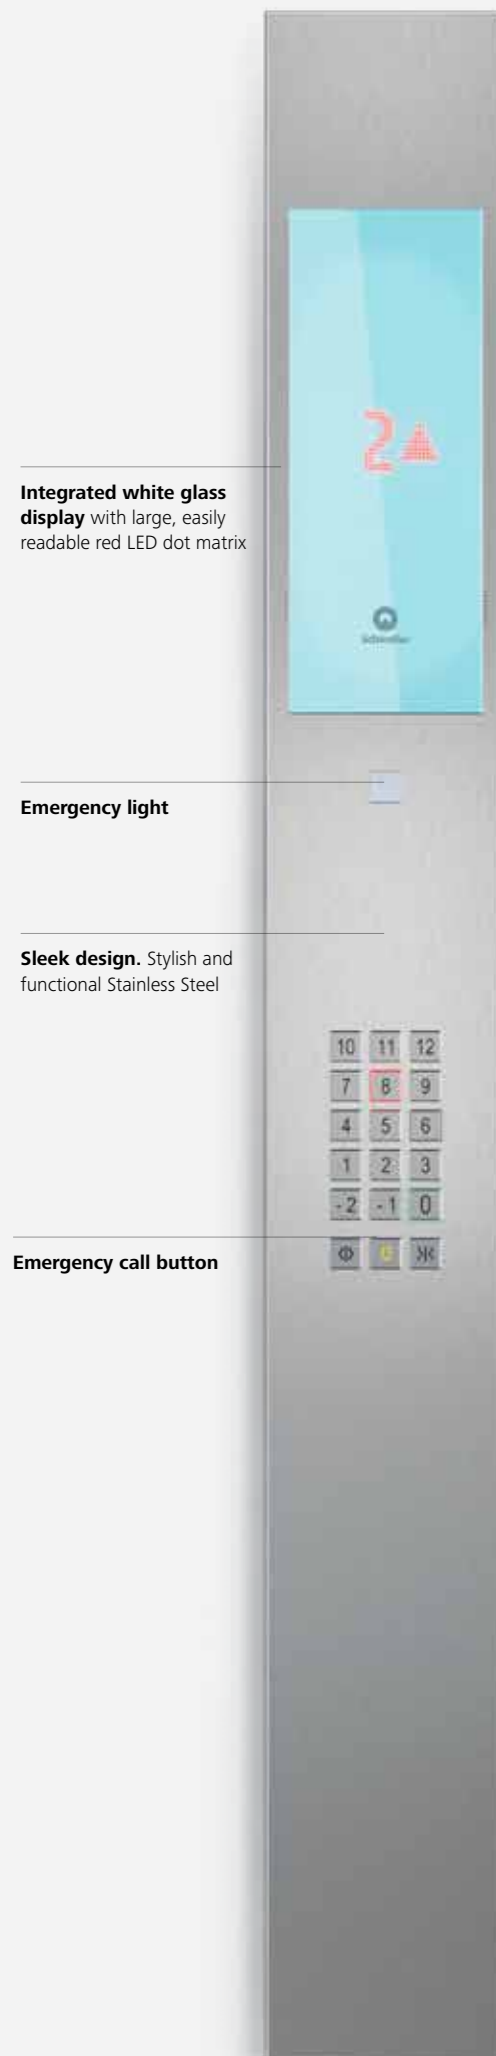 2
Schindler
Integrated white glass
display with large, easily
readable red LED dot matrix
Emergency light
Sleek design. Stylish and
functional Stainless Steel
10 11 12
7 8 9
4 5 6
1 2 3
-2 -1 0
Emergency call button